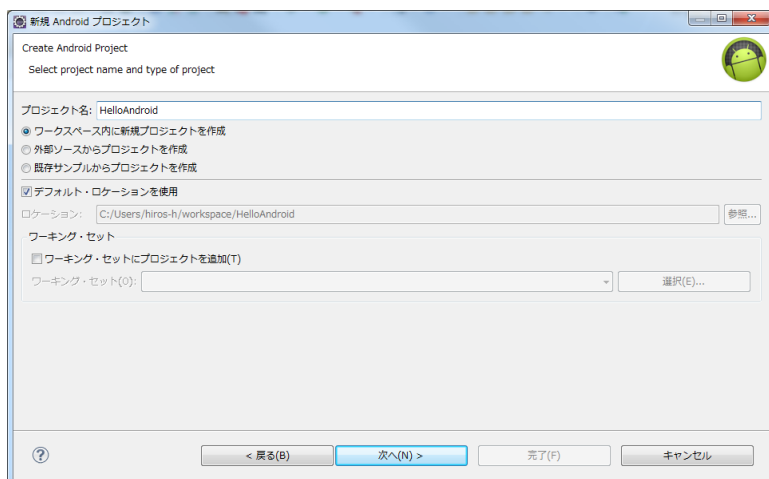 新規 Android プロジェクト
Create Android Project
Select project name and type of project
プロジェクト名: HelloAndroid
ワークスペース内に新規プロジェクトを作成
外部ソースからプロジェクトを作成
既存サンプルからプロジェクトを作成
デフォルト・ロケーションを使用
ロケーション: C:/Users/hiros-h/workspace/HelloAndroid 参照...
ワーキング・セット
ワーキング・セットにプロジェクトを追加(T)
ワーキング・セット(O): 選択(E)...
< 戻る(B) 次へ(N) > 完了(F) キャンセル